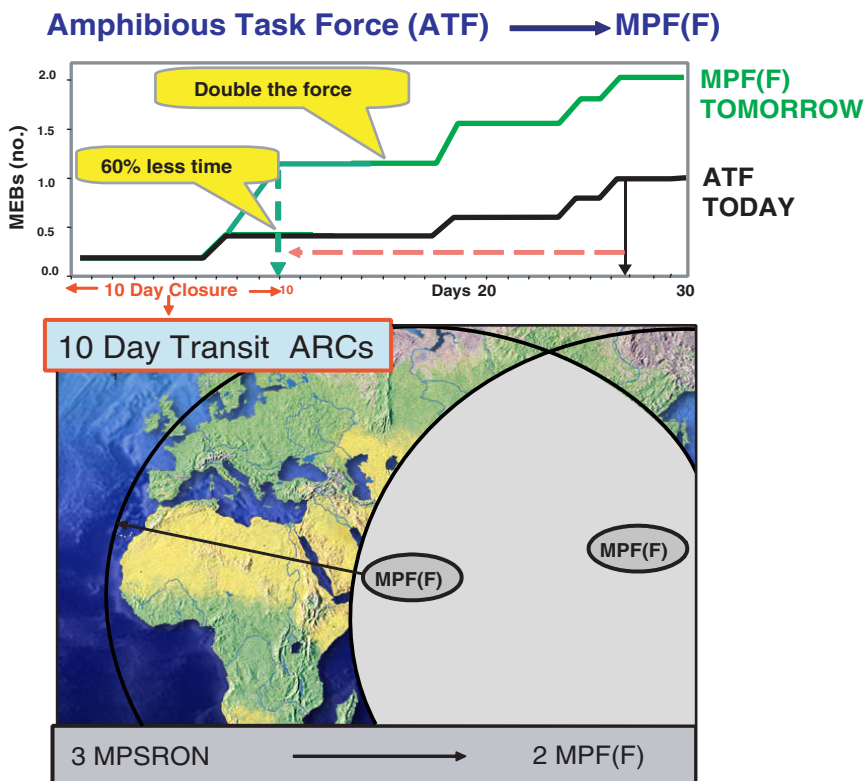 Amphibious Task Force (ATF) → MPF(F)
2.0
1.5
1.0
0.5
0.0
MEBs (no.)
Double the force
60% less time
MPF(F)
TOMORROW
ATF
TODAY
10 Day Closure
10
Days 20
30
10 Day Transit ARCs
MPF(F)
MPF(F)
3 MPSRON → 2 MPF(F)